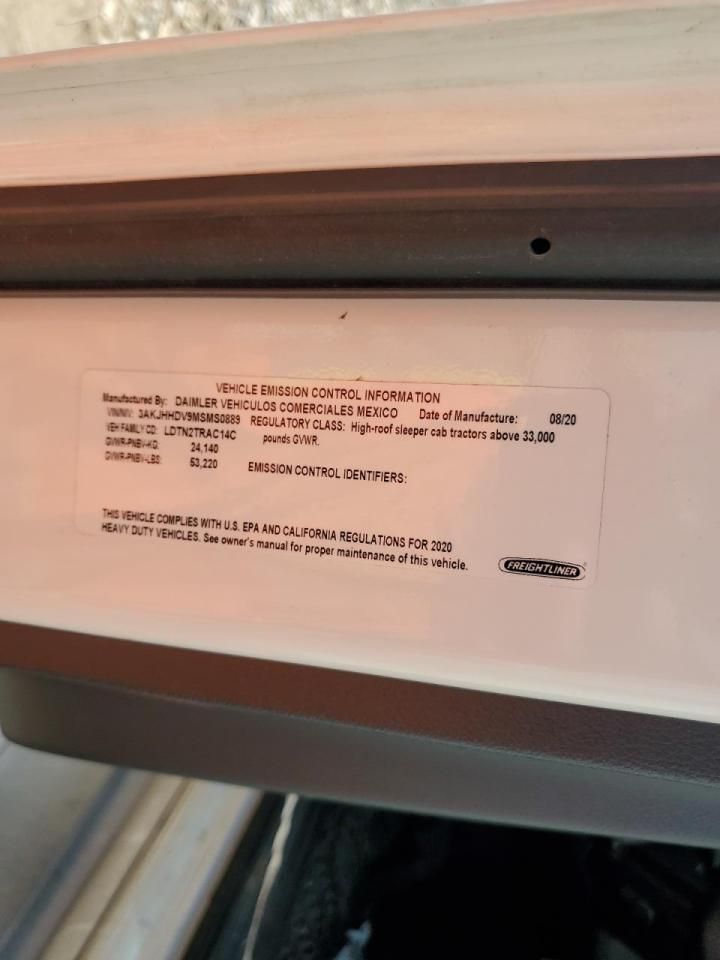 VEHICLE EMISSION CONTROL INFORMATION
Manufactured By: DAIMLER VEHICULOS COMERCIALES MEXICO Date of Manufacture: 08/20
VIN/NIV: 3AKJHHDV9MSMS0889 REGULATORY CLASS: High-roof sleeper cab tractors above 33,000
VEH FAMILY CD: LDTN2TRAC14C pounds GVWR.
GVWR-PNBV-KG: 24,140
GVWR-PNBV-LBS: 53,220 EMISSION CONTROL IDENTIFIERS:
THIS VEHICLE COMPLIES WITH U.S. EPA AND CALIFORNIA REGULATIONS FOR 2020
HEAVY DUTY VEHICLES. See owner's manual for proper maintenance of this vehicle.
FREIGHTLINER